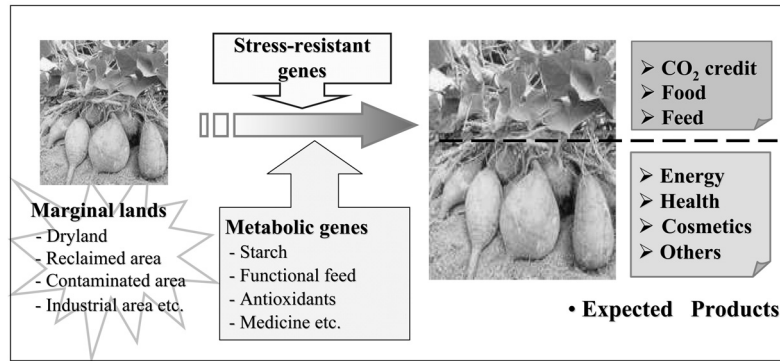 Stress-resistant
genes
Marginal lands
- Dryland
- Reclaimed area
- Contaminated area
- Industrial area etc.
Metabolic genes
- Starch
- Functional feed
- Antioxidants
- Medicine etc.
➢ CO₂ credit
➢ Food
➢ Feed
➢ Energy
➢ Health
➢ Cosmetics
➢ Others
• Expected Products